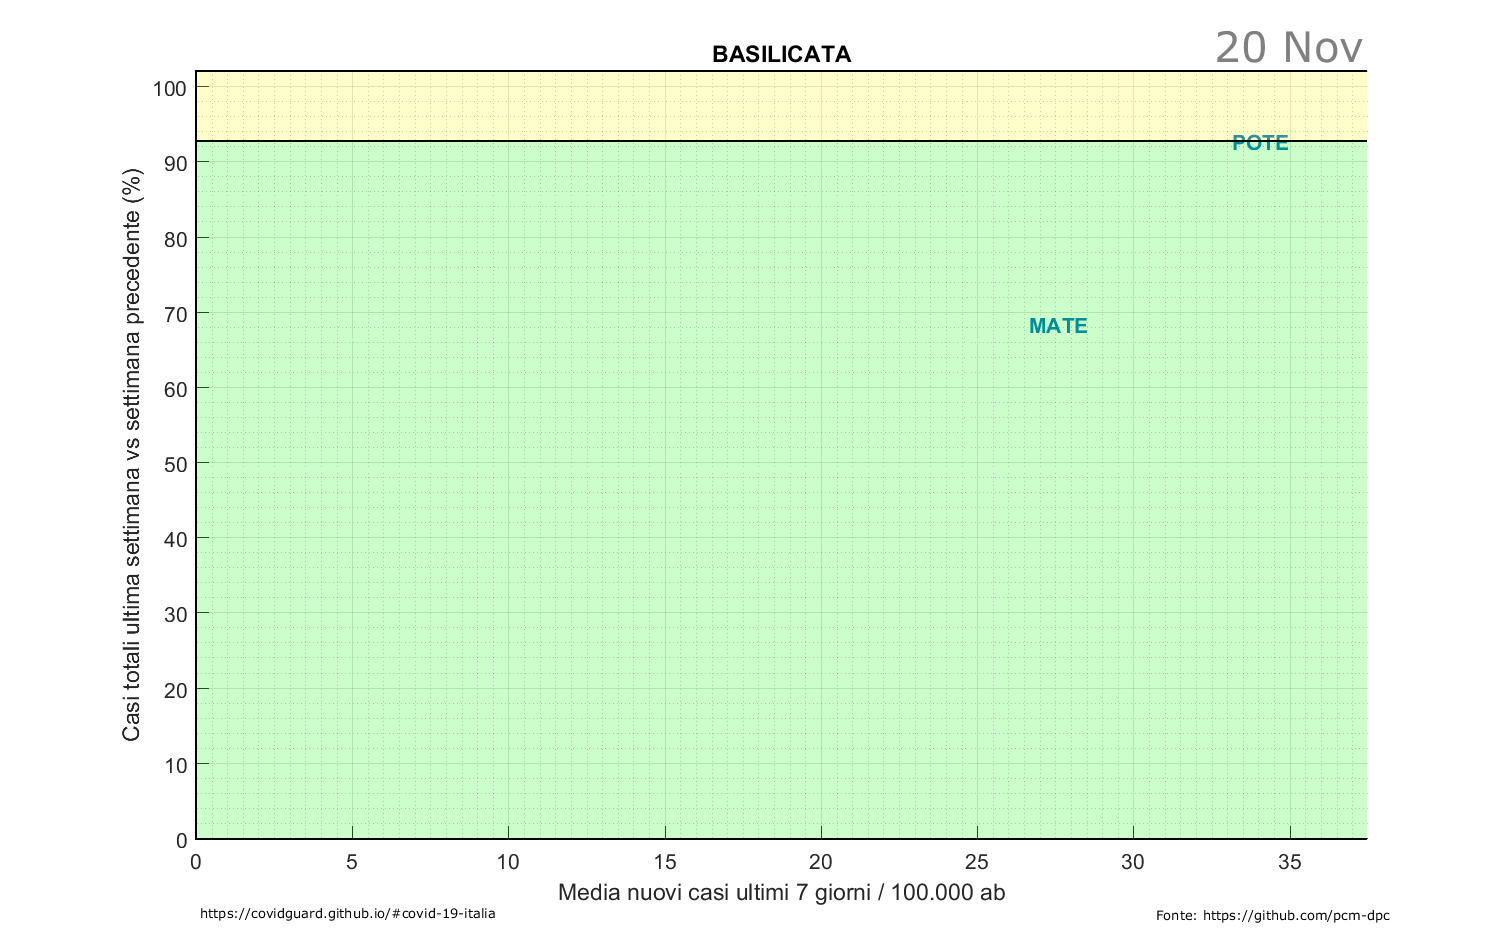 BASILICATA
20 Nov
100
90
80
70
60
50
40
30
20
10
0
Casi totali ultima settimana vs settimana precedente (%)
POTE
MATE
0 5 10 15 20 25 30 35
Media nuovi casi ultimi 7 giorni / 100.000 ab
https://covidguard.github.io/#covid-19-italia
Fonte: https://github.com/pcm-dpc